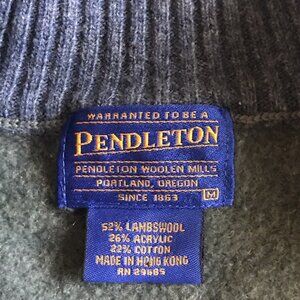 WARRANTED TO BE A
PENDLETON
PENDLETON WOOLEN MILLS
PORTLAND, OREGON
SINCE 1863
M
52% LAMBSWOOL
26% ACRYLIC
22% COTTON
MADE IN HONG KONG
RN 29685